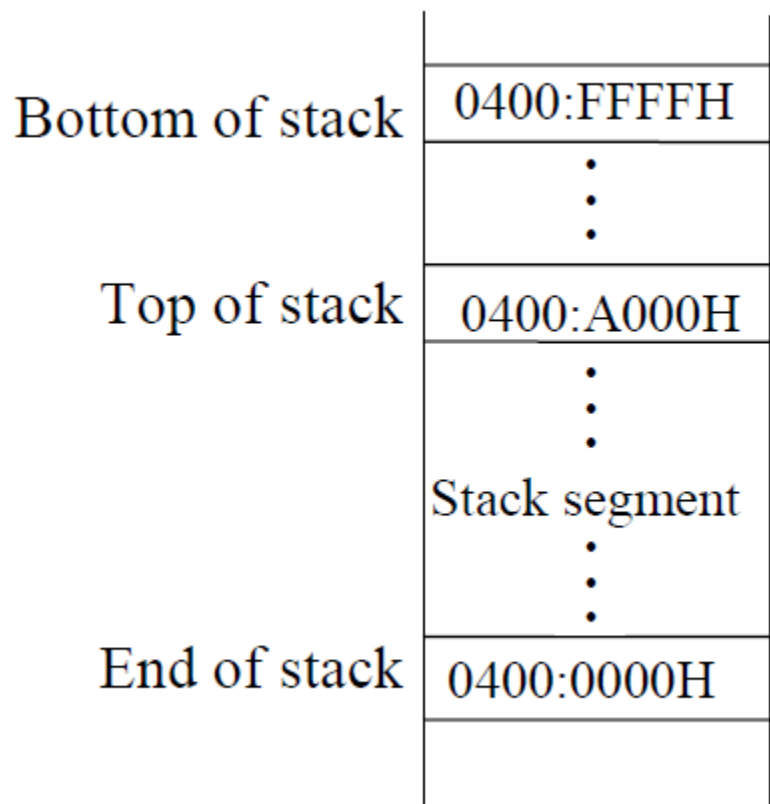 Bottom of stack 0400:FFFFH
Top of stack 0400:A000H
Stack segment
End of stack 0400:0000H